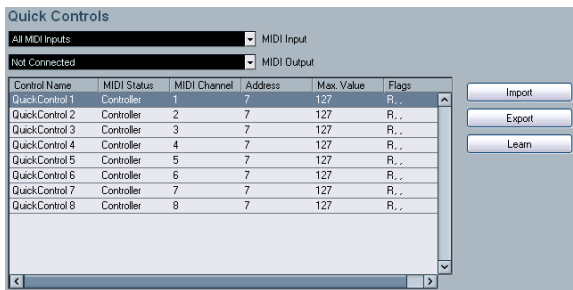 Quick Controls
All MIDI Inputs MIDI Input
Not Connected MIDI Output
Control Name MIDI Status MIDI Channel Address Max. Value Flags
QuickControl 1 Controller 1 7 127 R, ,
QuickControl 2 Controller 2 7 127 R, ,
QuickControl 3 Controller 3 7 127 R, ,
QuickControl 4 Controller 4 7 127 R, ,
QuickControl 5 Controller 5 7 127 R, ,
QuickControl 6 Controller 6 7 127 R, ,
QuickControl 7 Controller 7 7 127 R, ,
QuickControl 8 Controller 8 7 127 R, ,
Import
Export
Learn